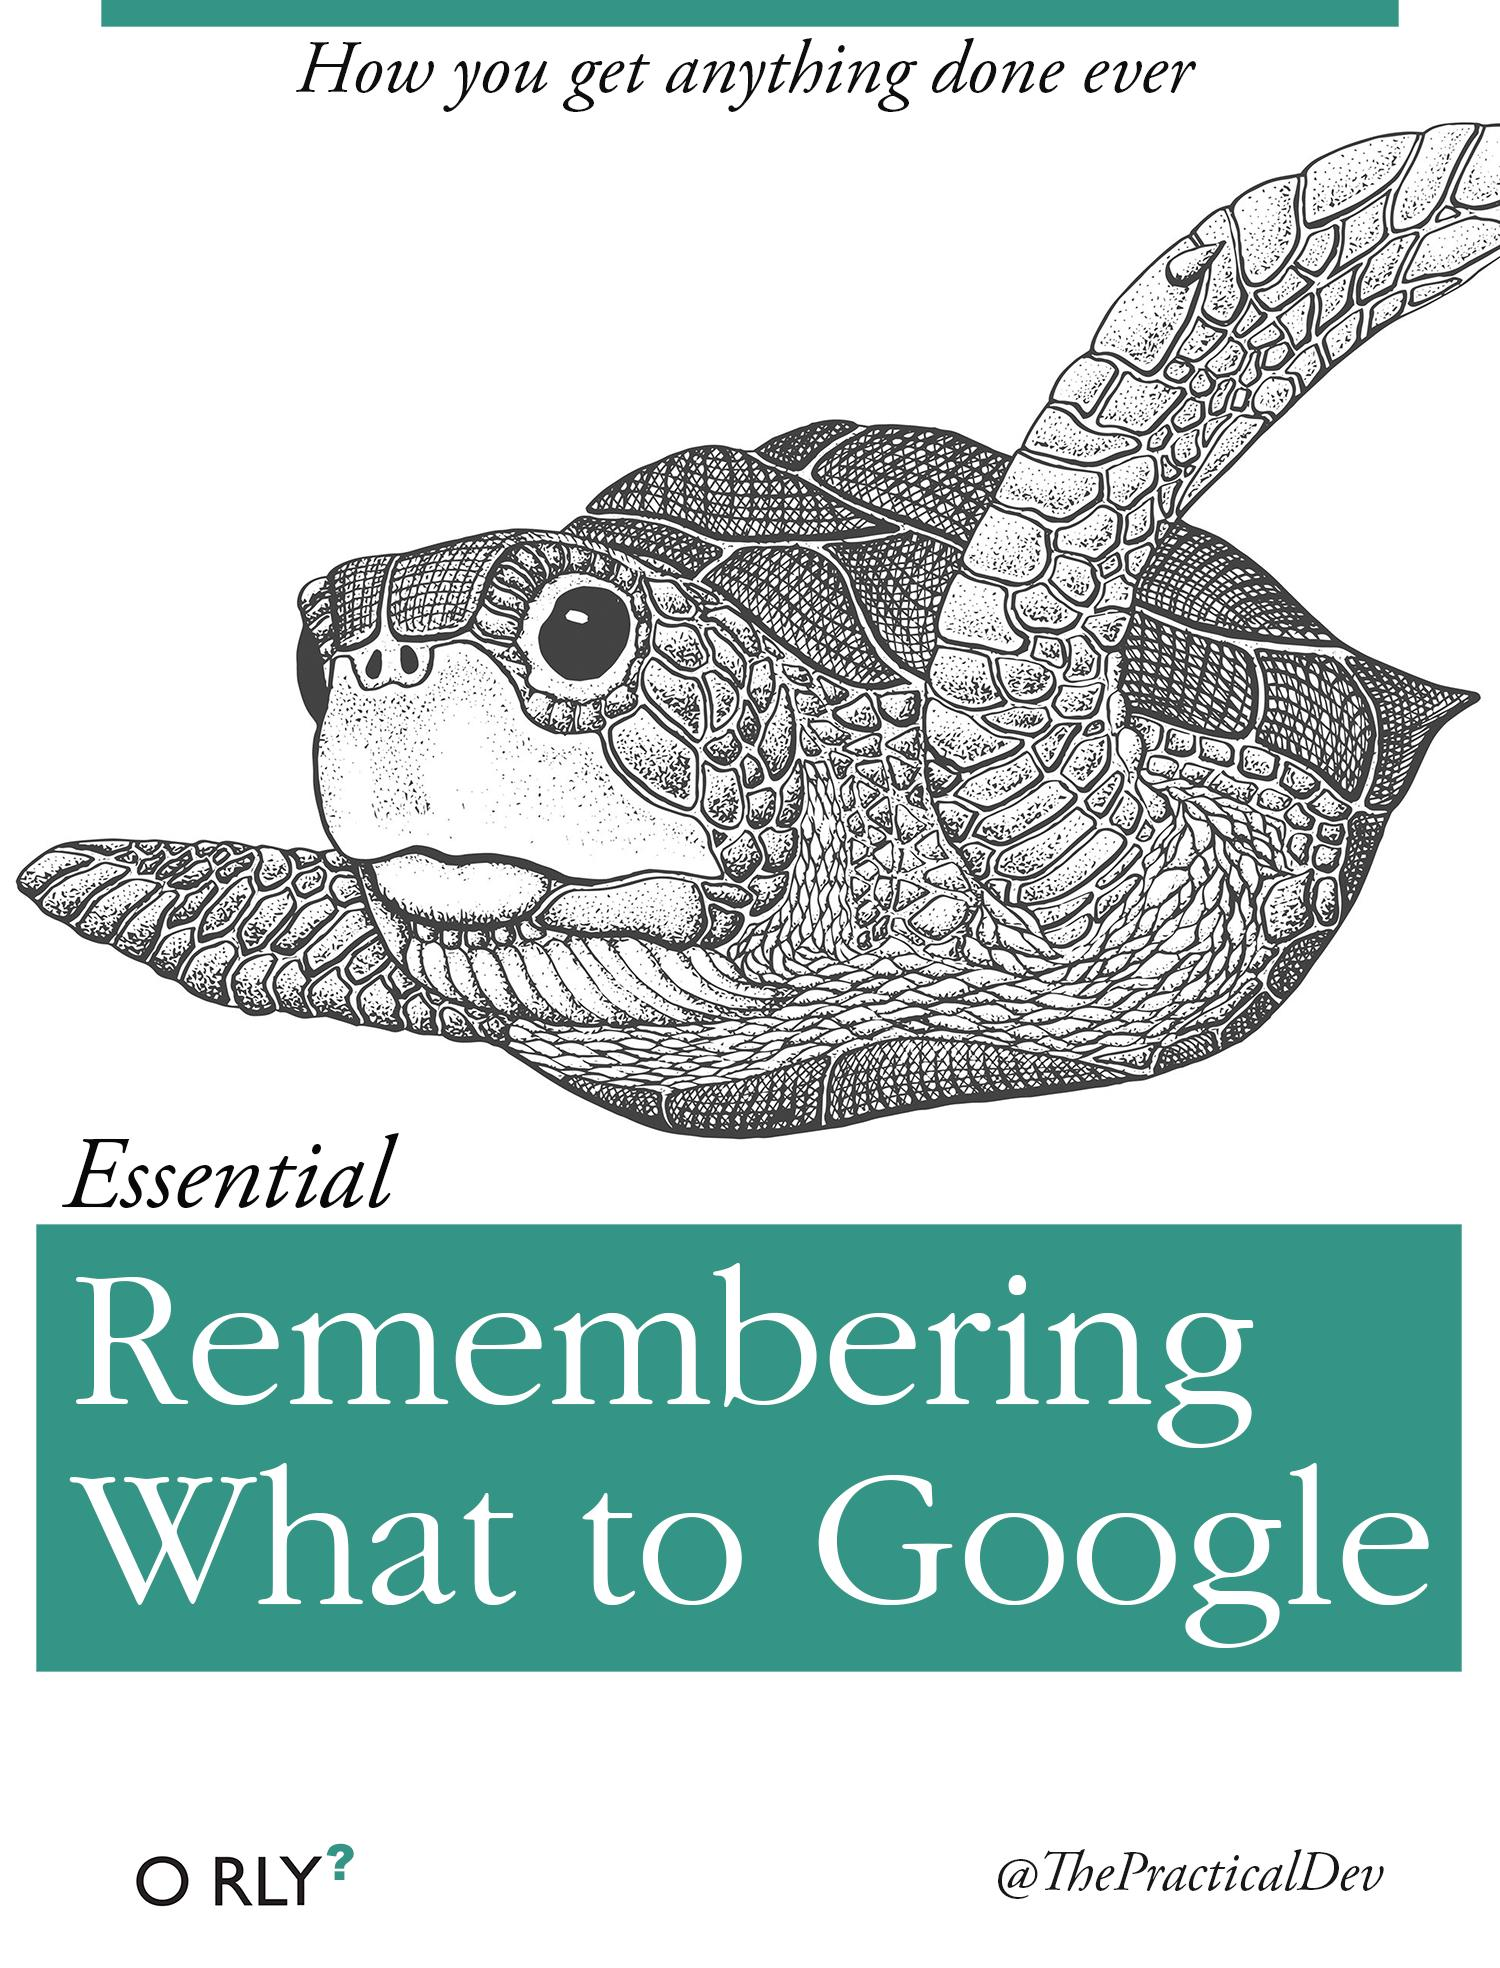 How you get anything done ever
Essential
Remembering
What to Google
O RLY?
@ThePracticalDev